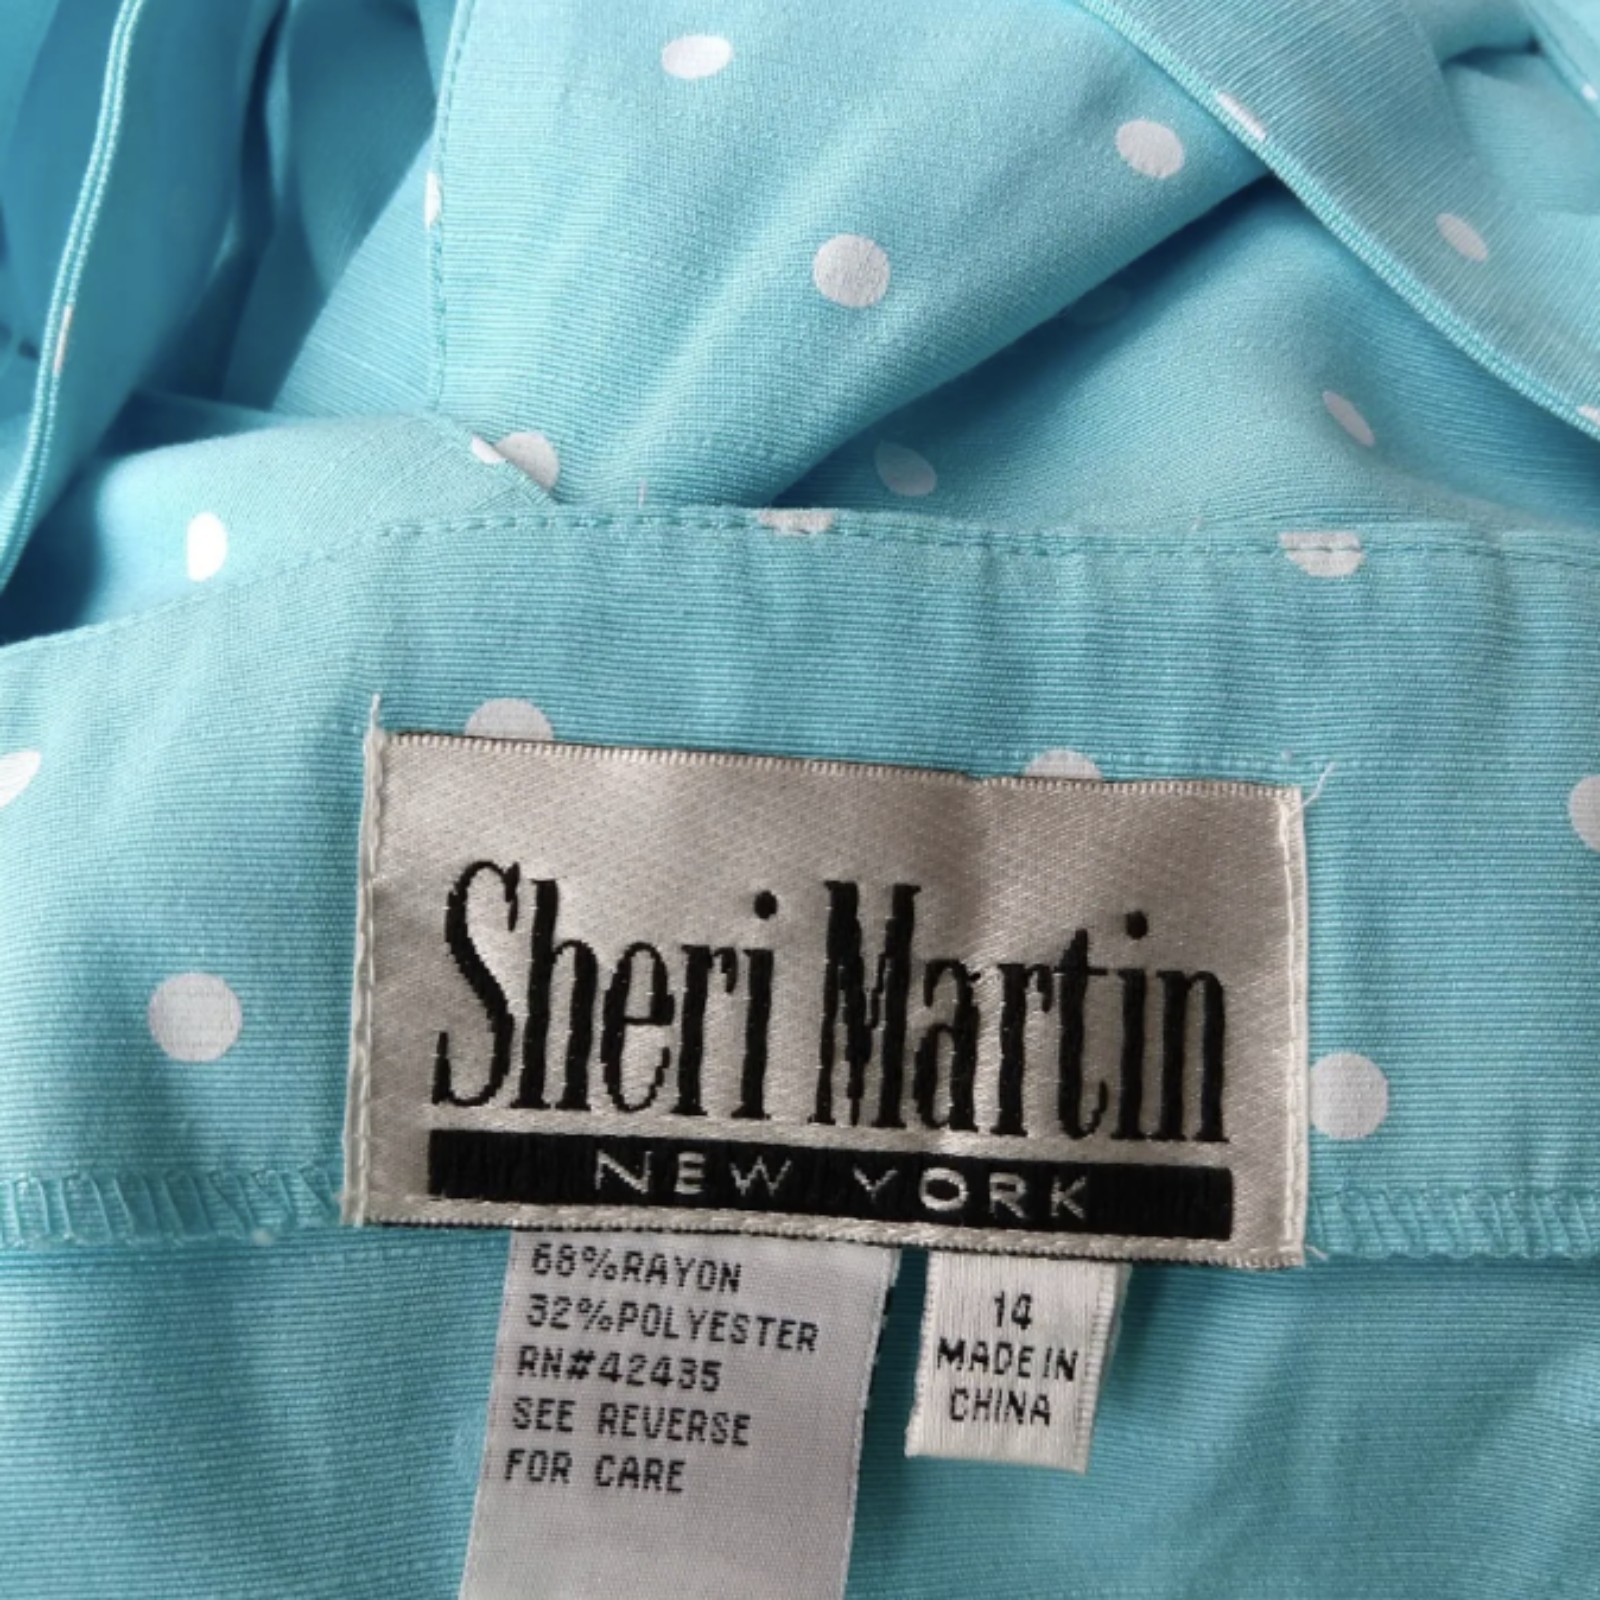 Sheri Martin
NEW YORK
68%RAYON
32%POLYESTER
RN#42435
SEE REVERSE
FOR CARE
14
MADE IN
CHINA